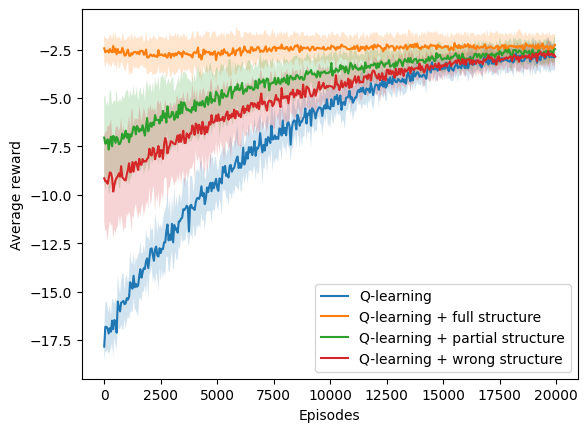 −2.5
−5.0
−7.5
−10.0
−12.5
−15.0
−17.5
Average reward
Q-learning
Q-learning + full structure
Q-learning + partial structure
Q-learning + wrong structure
0 2500 5000 7500 10000 12500 15000 17500 20000
Episodes